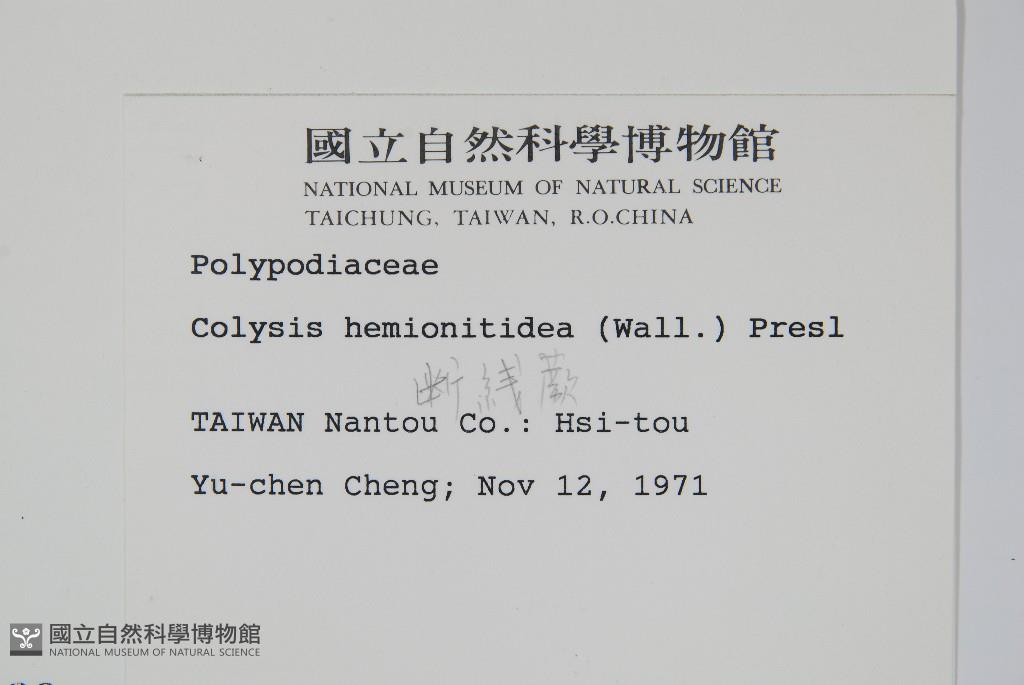 國立自然科學博物館
NATIONAL MUSEUM OF NATURAL SCIENCE
TAICHUNG, TAIWAN, R.O.CHINA
Polypodiaceae
Colysis hemionitidea (Wall.) Presl
断線蕨
TAIWAN Nantou Co.: Hsi-tou
Yu-chen Cheng; Nov 12, 1971
國立自然科學博物館
NATIONAL MUSEUM OF NATURAL SCIENCE